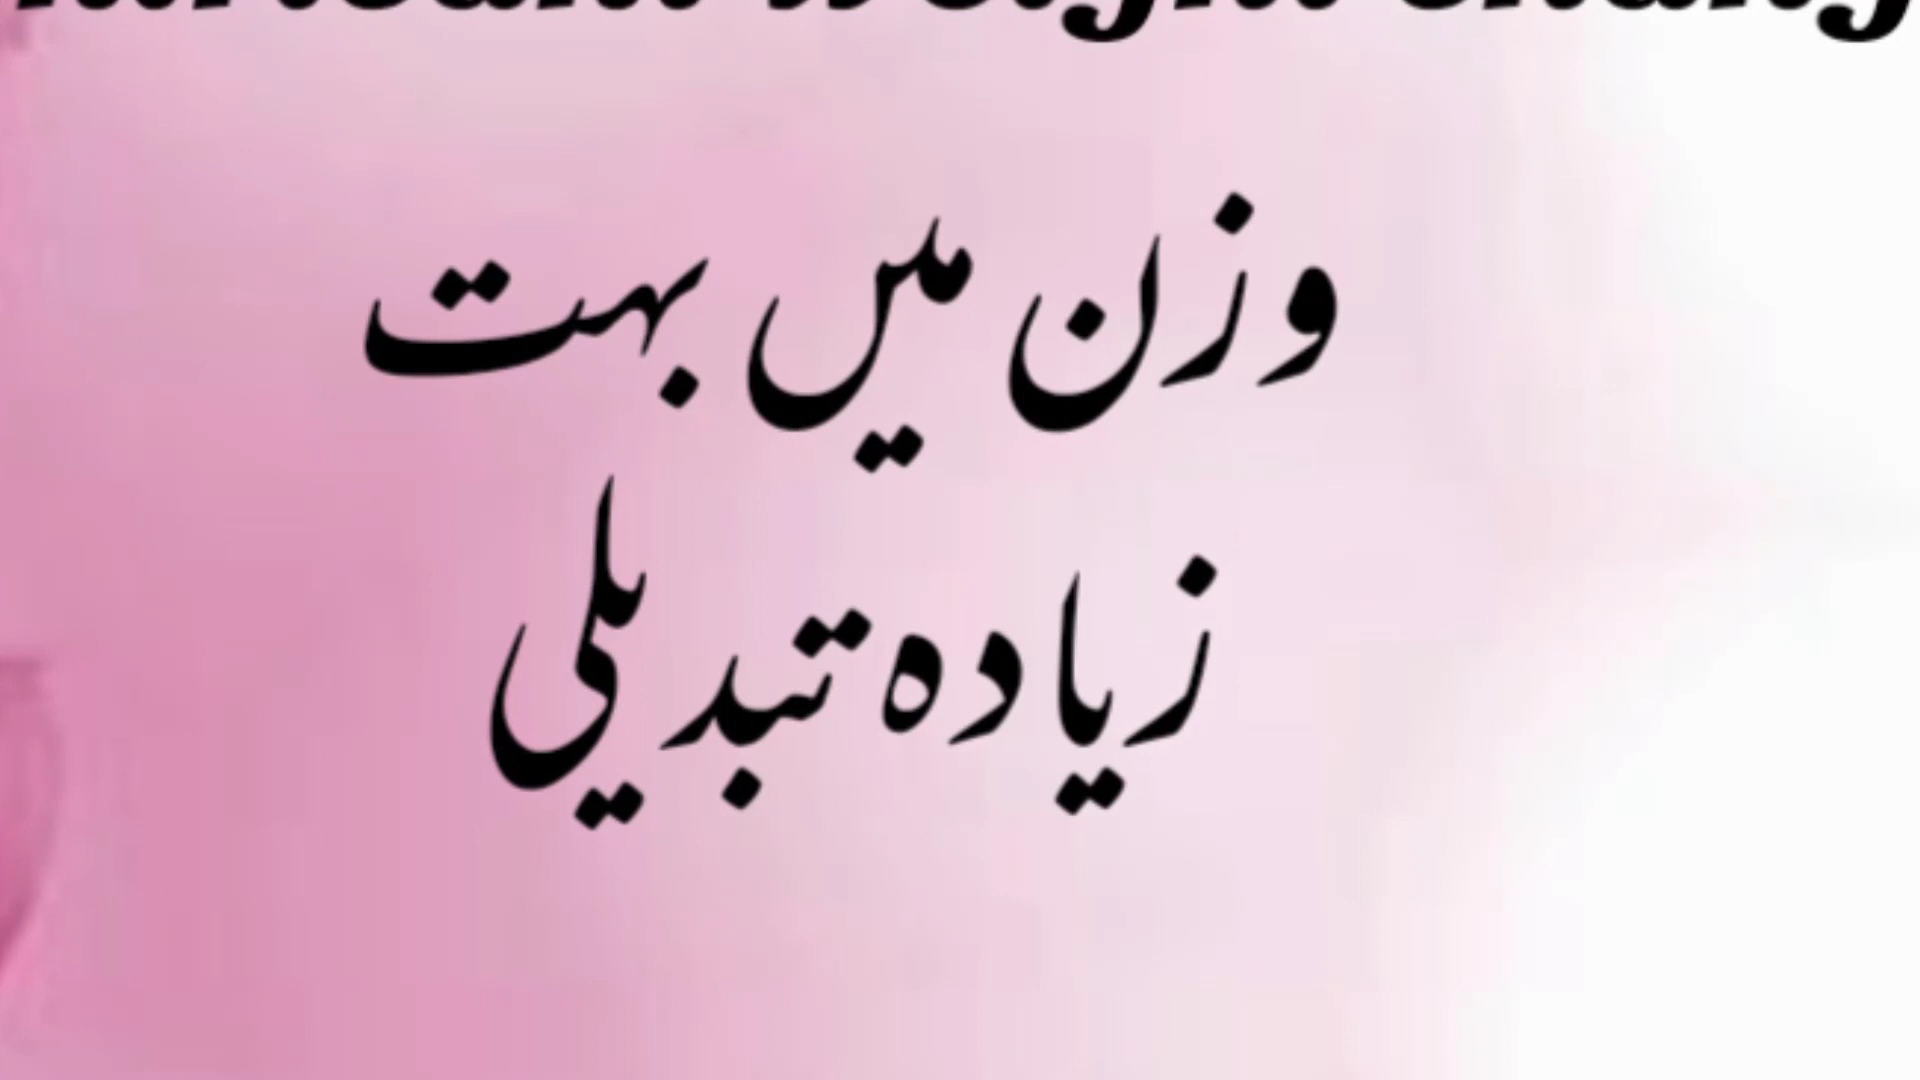 وزن میں بہت
زیادہ تبدیلی